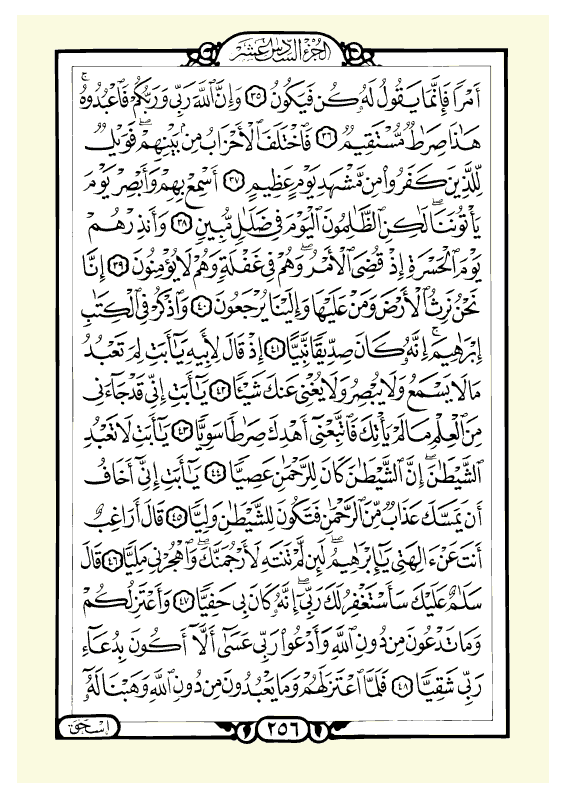 الجزء السادس عشر
أَمْرًا فَإِنَّمَا يَقُولُ لَهُۥ كُن فَيَكُونُ ٣٥ وَإِنَّ ٱللَّهَ رَبِّى وَرَبُّكُمْ فَٱعْبُدُوهُ ۚ
هَـٰذَا صِرَٰطٌ مُّسْتَقِيمٌ ٣٦ فَٱخْتَلَفَ ٱلْأَحْزَابُ مِنۢ بَيْنِهِمْ ۖ فَوَيْلٌ
لِّلَّذِينَ كَفَرُوا۟ مِن مَّشْهَدِ يَوْمٍ عَظِيمٍ ٣٧ أَسْمِعْ بِهِمْ وَأَبْصِرْ يَوْمَ
يَأْتُونَنَا ۖ لَـٰكِنِ ٱلظَّـٰلِمُونَ ٱلْيَوْمَ فِى ضَلَـٰلٍ مُّبِينٍ ٣٨ وَأَنذِرْهُمْ
يَوْمَ ٱلْحَسْرَةِ إِذْ قُضِىَ ٱلْأَمْرُ ۖ وَهُمْ فِى غَفْلَةٍ وَهُمْ لَا يُؤْمِنُونَ ٣٩ إِنَّا
نَحْنُ نَرِثُ ٱلْأَرْضَ وَمَنْ عَلَيْهَا وَإِلَيْنَا يُرْجَعُونَ ٤٠ وَٱذْكُرْ فِى ٱلْكِتَـٰبِ
إِبْرَٰهِيمَ ۚ إِنَّهُۥ كَانَ صِدِّيقًا نَّبِيًّا ٤١ إِذْ قَالَ لِأَبِيهِ يَـٰٓأَبَتِ لِمَ تَعْبُدُ
مَا لَا يَسْمَعُ وَلَا يُبْصِرُ وَلَا يُغْنِى عَنكَ شَيْـًٔا ٤٢ يَـٰٓأَبَتِ إِنِّى قَدْ جَآءَنِى
مِنَ ٱلْعِلْمِ مَا لَمْ يَأْتِكَ فَٱتَّبِعْنِىٓ أَهْدِكَ صِرَٰطًا سَوِيًّا ٤٣ يَـٰٓأَبَتِ لَا تَعْبُدِ
ٱلشَّيْطَـٰنَ ۖ إِنَّ ٱلشَّيْطَـٰنَ كَانَ لِلرَّحْمَـٰنِ عَصِيًّا ٤٤ يَـٰٓأَبَتِ إِنِّىٓ أَخَافُ
أَن يَمَسَّكَ عَذَابٌ مِّنَ ٱلرَّحْمَـٰنِ فَتَكُونَ لِلشَّيْطَـٰنِ وَلِيًّا ٤٥ قَالَ أَرَاغِبٌ
أَنتَ عَنْ ءَالِهَتِى يَـٰٓإِبْرَٰهِيمُ ۖ لَئِن لَّمْ تَنتَهِ لَأَرْجُمَنَّكَ ۖ وَٱهْجُرْنِى مَلِيًّا ٤٦ قَالَ
سَلَـٰمٌ عَلَيْكَ ۖ سَأَسْتَغْفِرُ لَكَ رَبِّىٓ ۖ إِنَّهُۥ كَانَ بِى حَفِيًّا ٤٧ وَأَعْتَزِلُكُمْ
وَمَا تَدْعُونَ مِن دُونِ ٱللَّهِ وَأَدْعُوا۟ رَبِّى عَسَىٰٓ أَلَّآ أَكُونَ بِدُعَآءِ
رَبِّى شَقِيًّا ٤٨ فَلَمَّا ٱعْتَزَلَهُمْ وَمَا يَعْبُدُونَ مِن دُونِ ٱللَّهِ وَهَبْنَا لَهُۥٓ
إسحق
٢٥٦